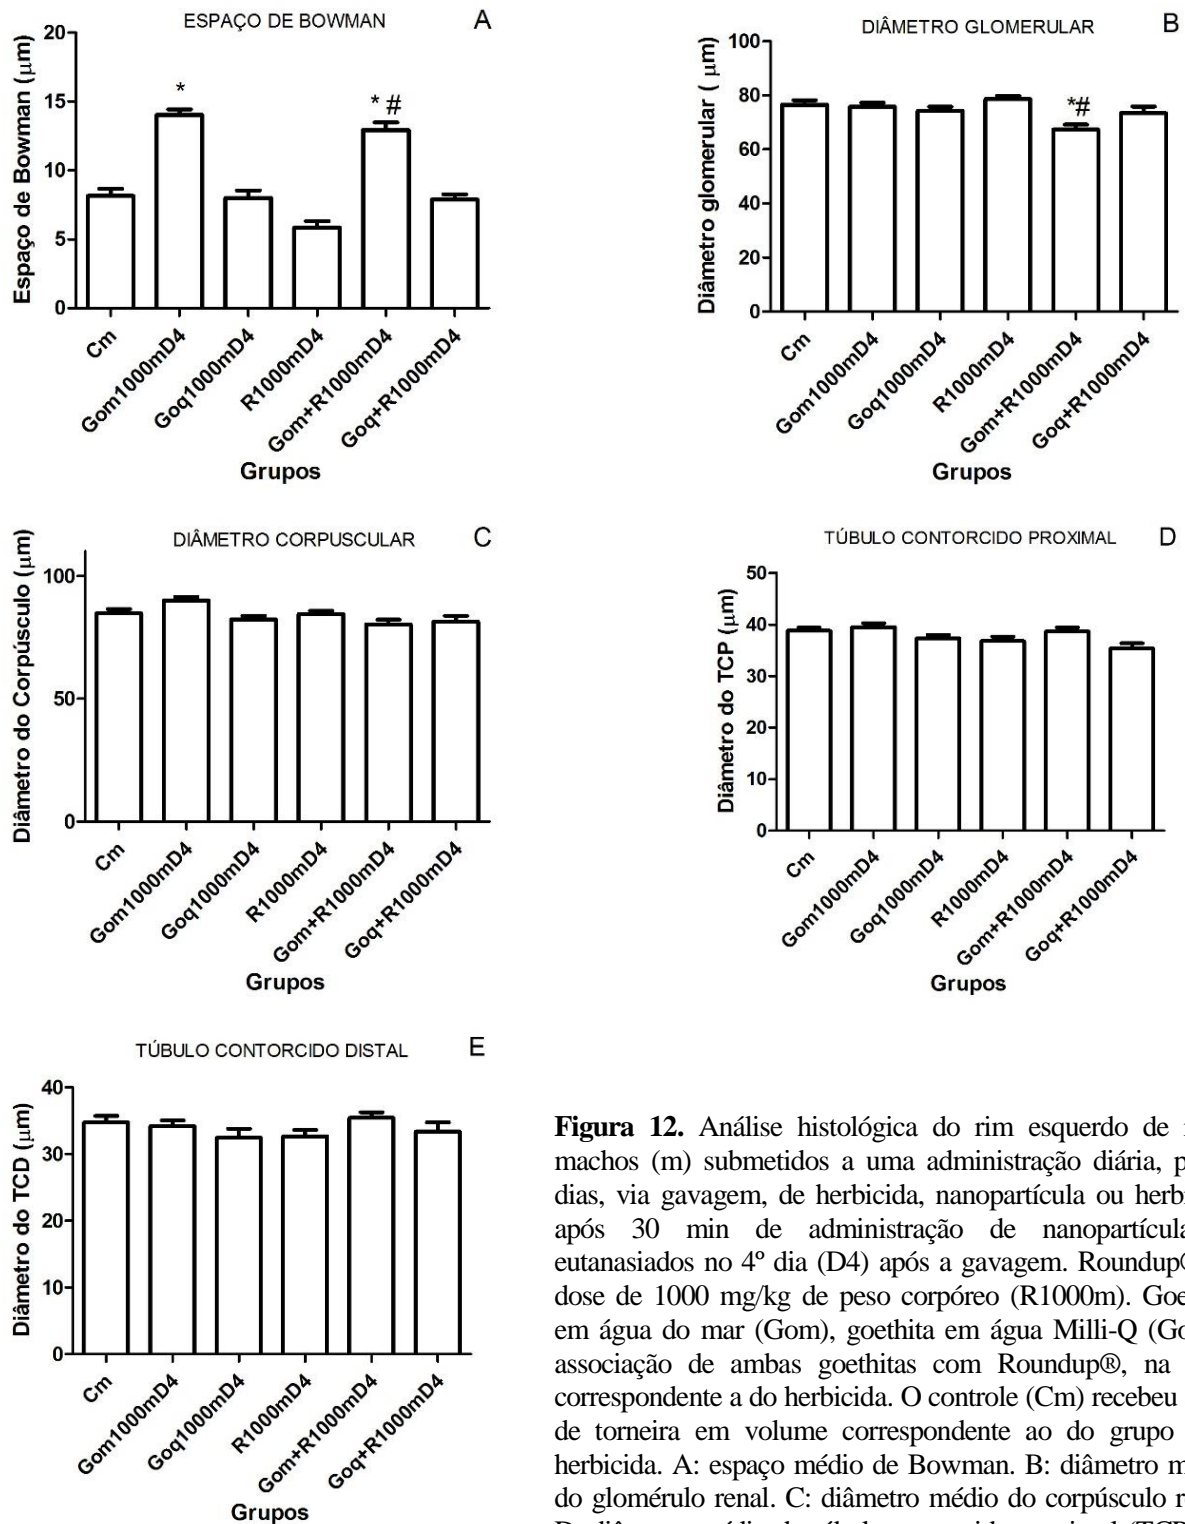 ESPAÇO DE BOWMAN
A
Espaço de Bowman (μm)
20
15
10
5
0
*
* #
Cm
Gom1000mD4
Goq1000mD4
R1000mD4
Gom+R1000mD4
Goq+R1000mD4
Grupos
DIÂMETRO GLOMERULAR
B
Diâmetro glomerular ( μm)
100
80
60
40
20
0
*#
Cm
Gom1000mD4
Goq1000mD4
R1000mD4
Gom+R1000mD4
Goq+R1000mD4
Grupos
DIÂMETRO CORPUSCULAR
C
Diâmetro do Corpúsculo (μm)
100
50
0
Cm
Gom1000mD4
Goq1000mD4
R1000mD4
Gom+R1000mD4
Goq+R1000mD4
Grupos
TÚBULO CONTORCIDO PROXIMAL
D
Diâmetro do TCP (μm)
50
40
30
20
10
0
Cm
Gom1000mD4
Goq1000mD4
R1000mD4
Gom+R1000mD4
Goq+R1000mD4
Grupos
TÚBULO CONTORCIDO DISTAL
E
Diâmetro do TCD (μm)
40
30
20
10
0
Cm
Gom1000mD4
Goq1000mD4
R1000mD4
Gom+R1000mD4
Goq+R1000mD4
Grupos
Figura 12. Análise histológica do rim esquerdo de
machos (m) submetidos a uma administração diária,
dias, via gavagem, de herbicida, nanopartícula ou
após 30 min de administração de
eutanasiados no 4º dia (D4) após a gavagem.
dose de 1000 mg/kg de peso corpóreo (R1000m).
em água do mar (Gom), goethita em água Milli-Q
associação de ambas goethitas com Roundup®, na
correspondente a do herbicida. O controle (Cm) recebeu
de torneira em volume correspondente ao do grupo
herbicida. A: espaço médio de Bowman. B: diâmetro
do glomérulo renal. C: diâmetro médio do corpúsculo